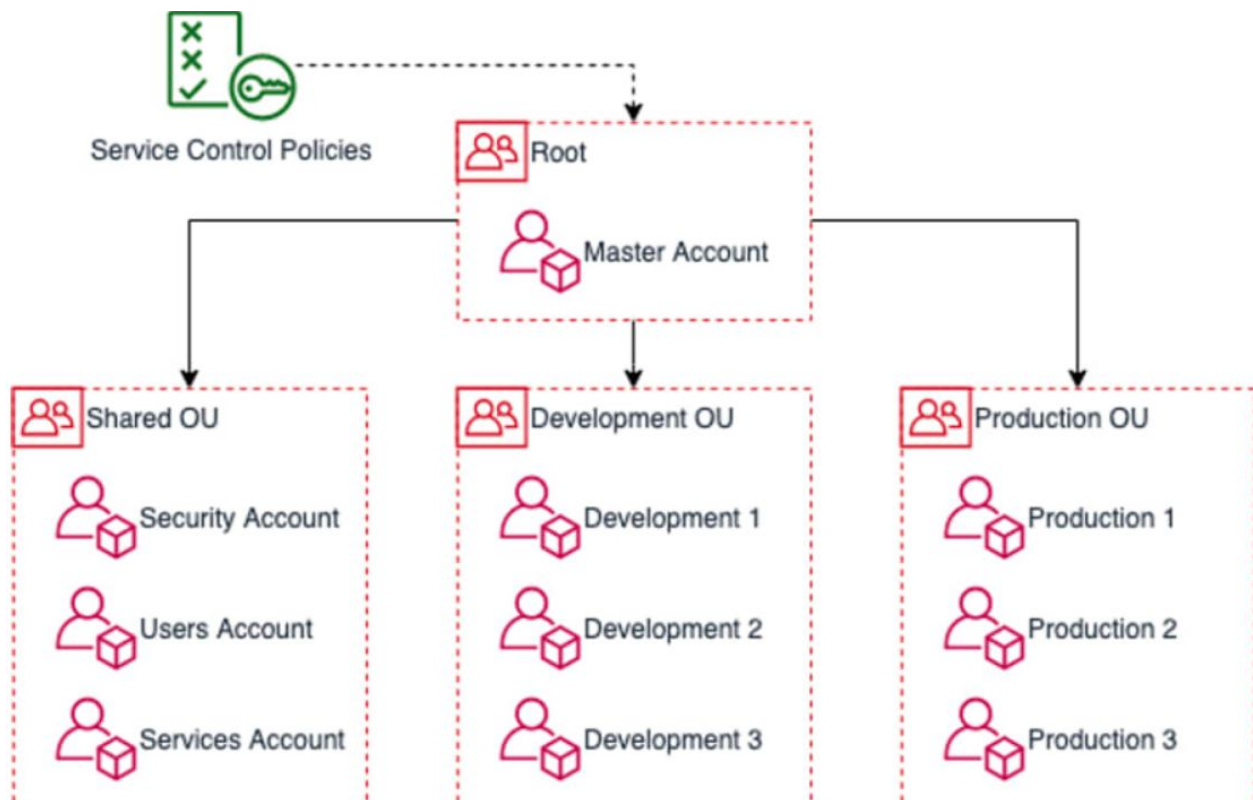 Service Control Policies
Root
Master Account
Shared OU
Security Account
Users Account
Services Account
Development OU
Development 1
Development 2
Development 3
Production OU
Production 1
Production 2
Production 3